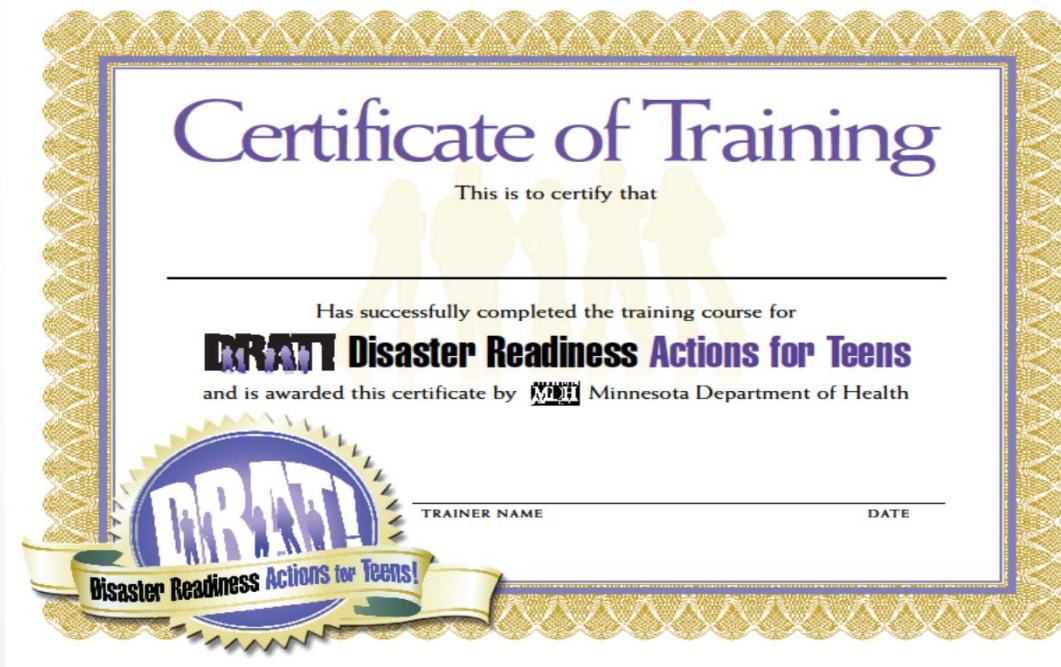 Certificate of Training
This is to certify that
Has successfully completed the training course for
DRAT! Disaster Readiness Actions for Teens
and is awarded this certificate by MDH Minnesota Department of Health
TRAINER NAME DATE
DRAT!
Disaster Readiness Actions for Teens!